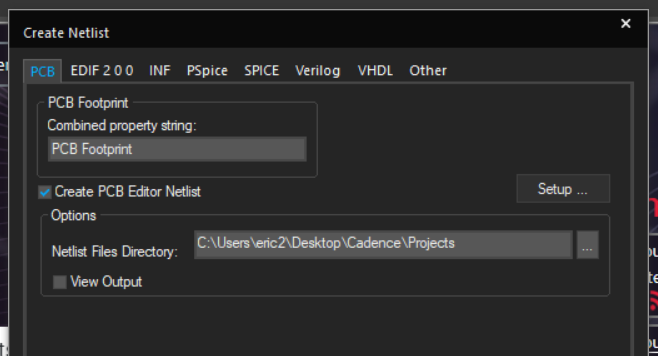 Create Netlist
PCB EDIF 2 0 0 INF PSpice SPICE Verilog VHDL Other
PCB Footprint
Combined property string:
PCB Footprint
Create PCB Editor Netlist
Setup ...
Options
Netlist Files Directory: C:\Users\eric2\Desktop\Cadence\Projects ...
View Output